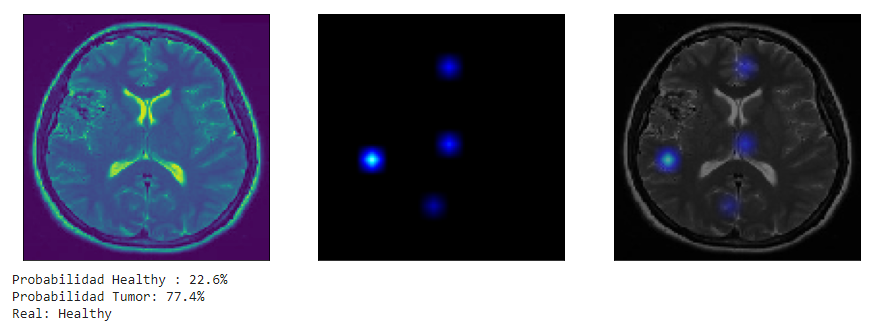 Probabilidad Healthy : 22.6%
Probabilidad Tumor: 77.4%
Real: Healthy